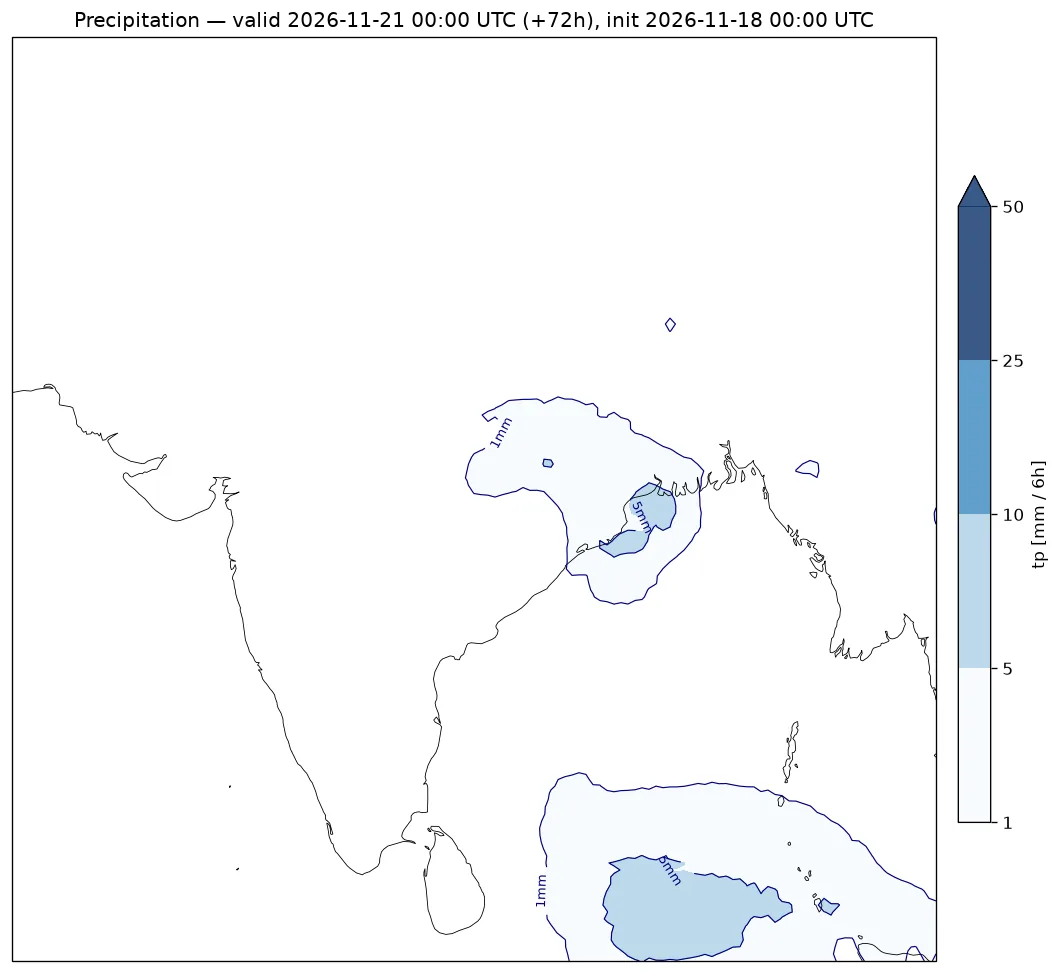 Precipitation — valid 2026-11-21 00:00 UTC (+72h), init 2026-11-18 00:00 UTC
50
25
10
5
1
tp [mm / 6h]
1mm
5mm
5mm
1mm